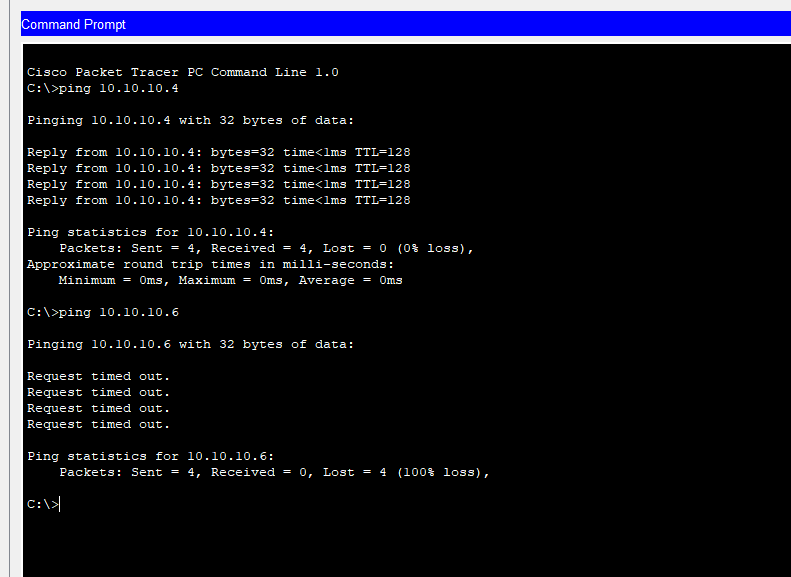 Command Prompt
Cisco Packet Tracer PC Command Line 1.0
C:\>ping 10.10.10.4
Pinging 10.10.10.4 with 32 bytes of data:
Reply from 10.10.10.4: bytes=32 time<1ms TTL=128
Reply from 10.10.10.4: bytes=32 time<1ms TTL=128
Reply from 10.10.10.4: bytes=32 time<1ms TTL=128
Reply from 10.10.10.4: bytes=32 time<1ms TTL=128
Ping statistics for 10.10.10.4:
    Packets: Sent = 4, Received = 4, Lost = 0 (0% loss),
Approximate round trip times in milli-seconds:
    Minimum = 0ms, Maximum = 0ms, Average = 0ms
C:\>ping 10.10.10.6
Pinging 10.10.10.6 with 32 bytes of data:
Request timed out.
Request timed out.
Request timed out.
Request timed out.
Ping statistics for 10.10.10.6:
    Packets: Sent = 4, Received = 0, Lost = 4 (100% loss),
C:\>